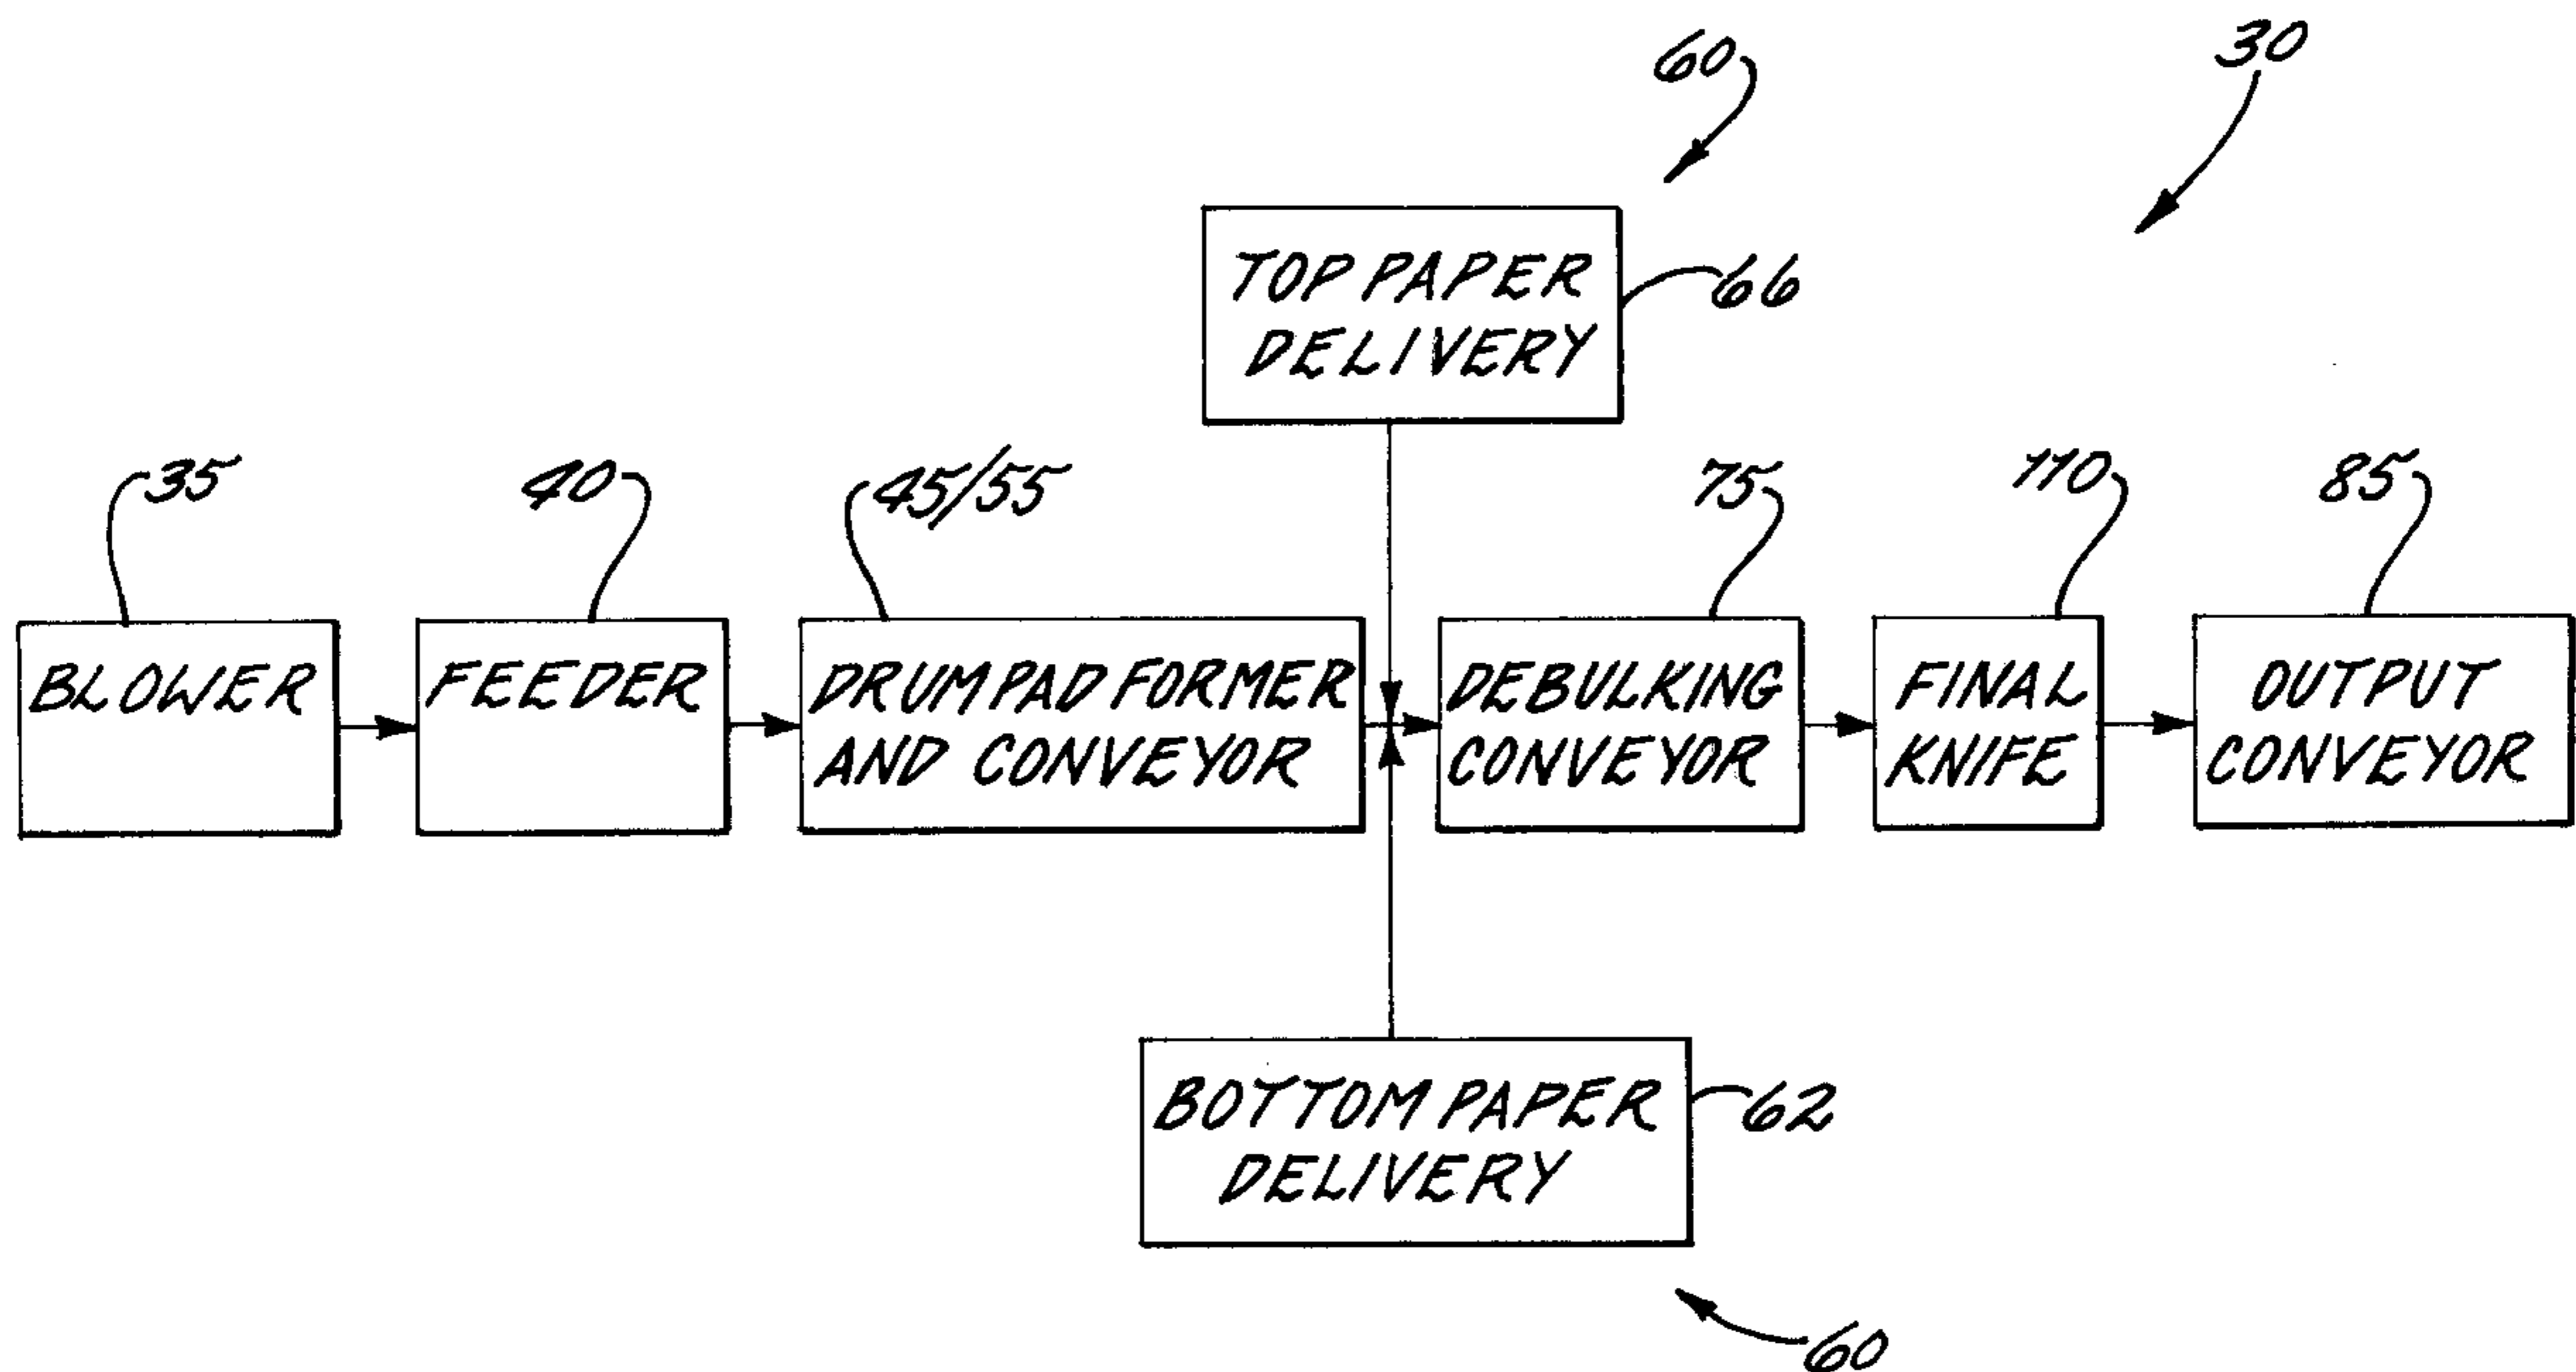 60
30
TOP PAPER
DELIVERY
66
35
40
45/55
75
110
85
BLOWER
FEEDER
DRUM PAD FORMER
AND CONVEYOR
DEBULKING
CONVEYOR
FINAL
KNIFE
OUTPUT
CONVEYOR
BOTTOM PAPER
DELIVERY
62
60